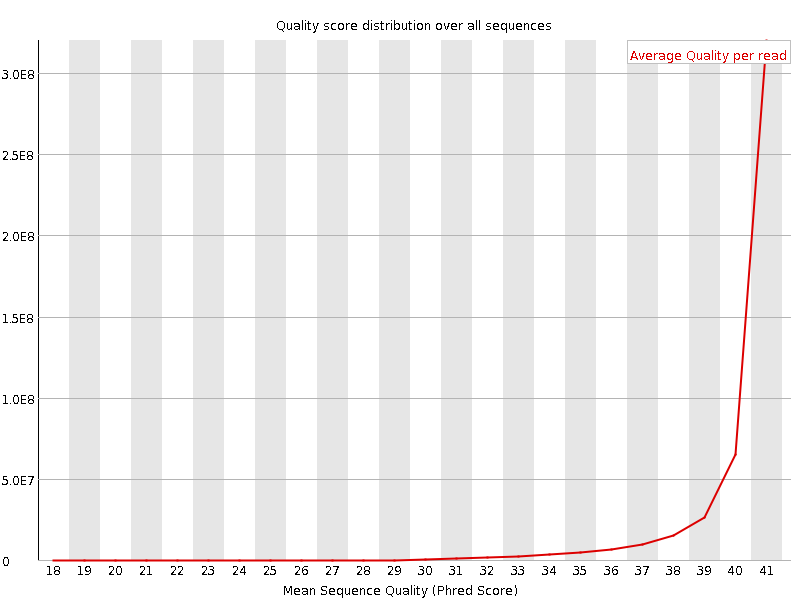 Quality score distribution over all sequences
Average Quality per read
3.0E8
2.5E8
2.0E8
1.5E8
1.0E8
5.0E7
0
18 19 20 21 22 23 24 25 26 27 28 29 30 31 32 33 34 35 36 37 38 39 40 41
Mean Sequence Quality (Phred Score)